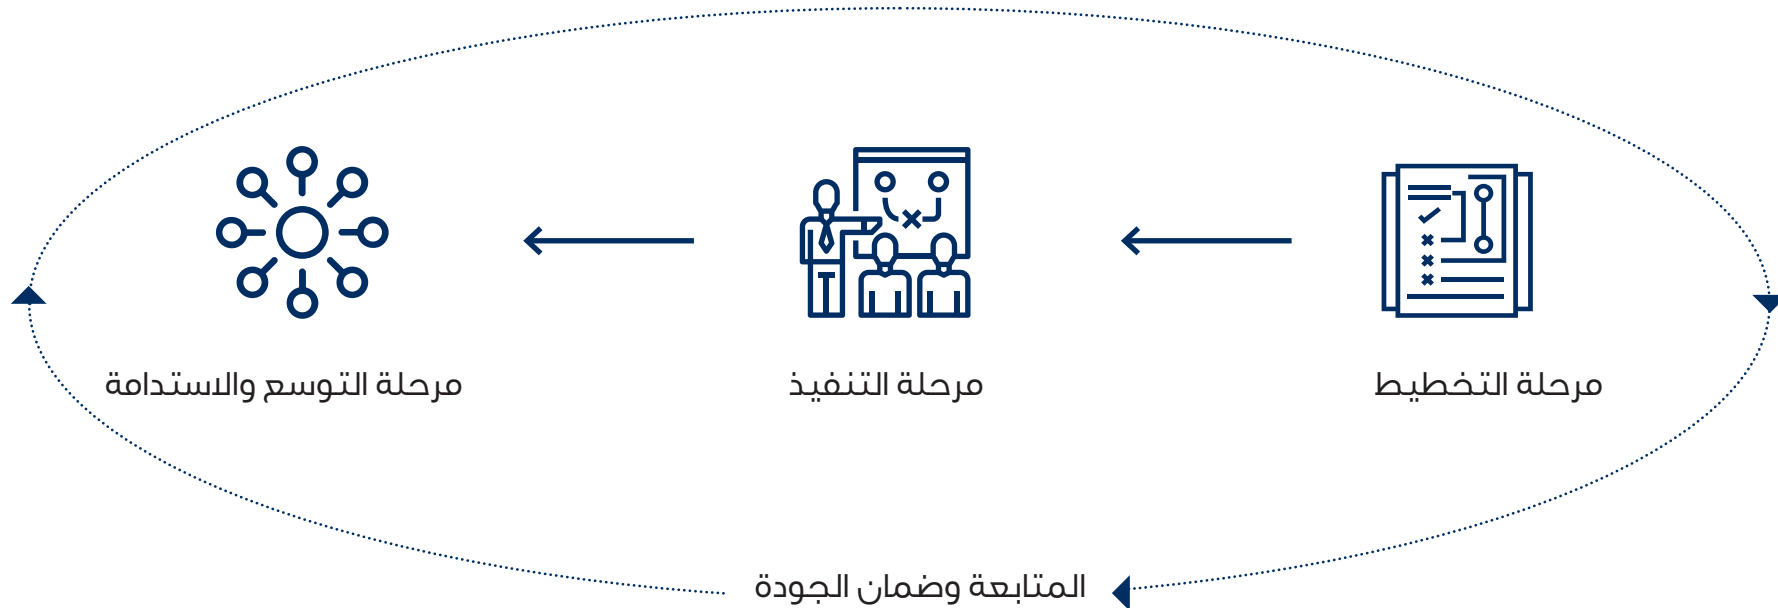 مرحلة التخطيط
مرحلة التنفيذ
مرحلة التوسع والاستدامة
المتابعة وضمان الجودة